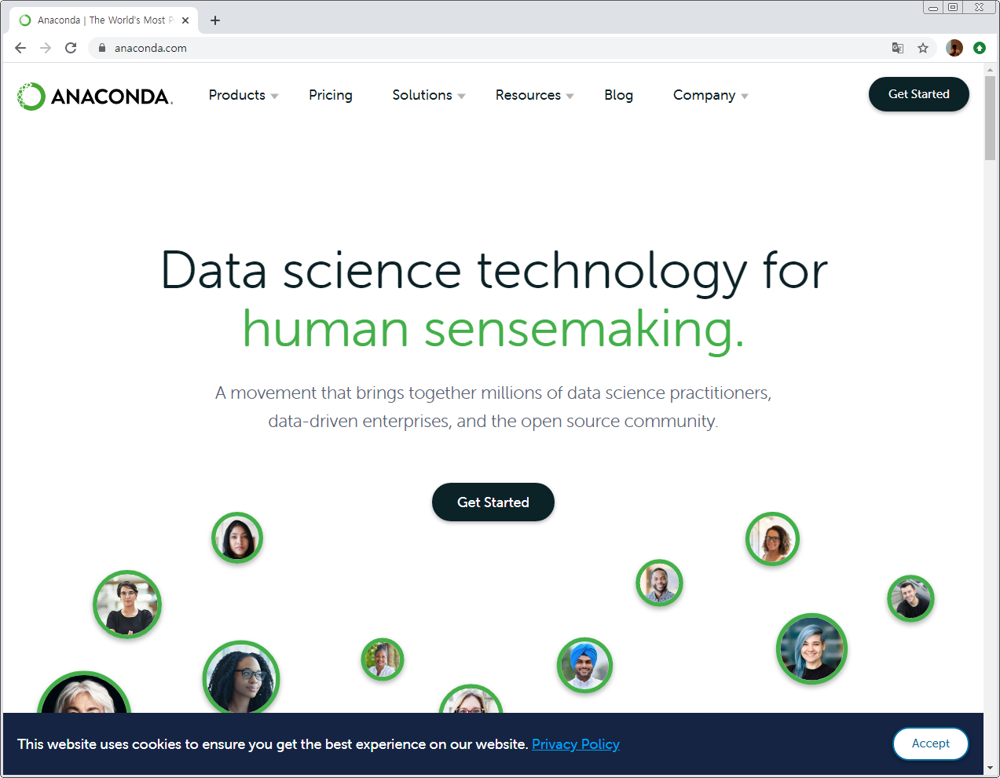 Anaconda | The World's Most P
anaconda.com
ANACONDA.
Products
Pricing
Solutions
Resources
Blog
Company
Get Started
Data science technology for
human sensemaking.
A movement that brings together millions of data science practitioners,
data-driven enterprises, and the open source community.
Get Started
This website uses cookies to ensure you get the best experience on our website. Privacy Policy
Accept